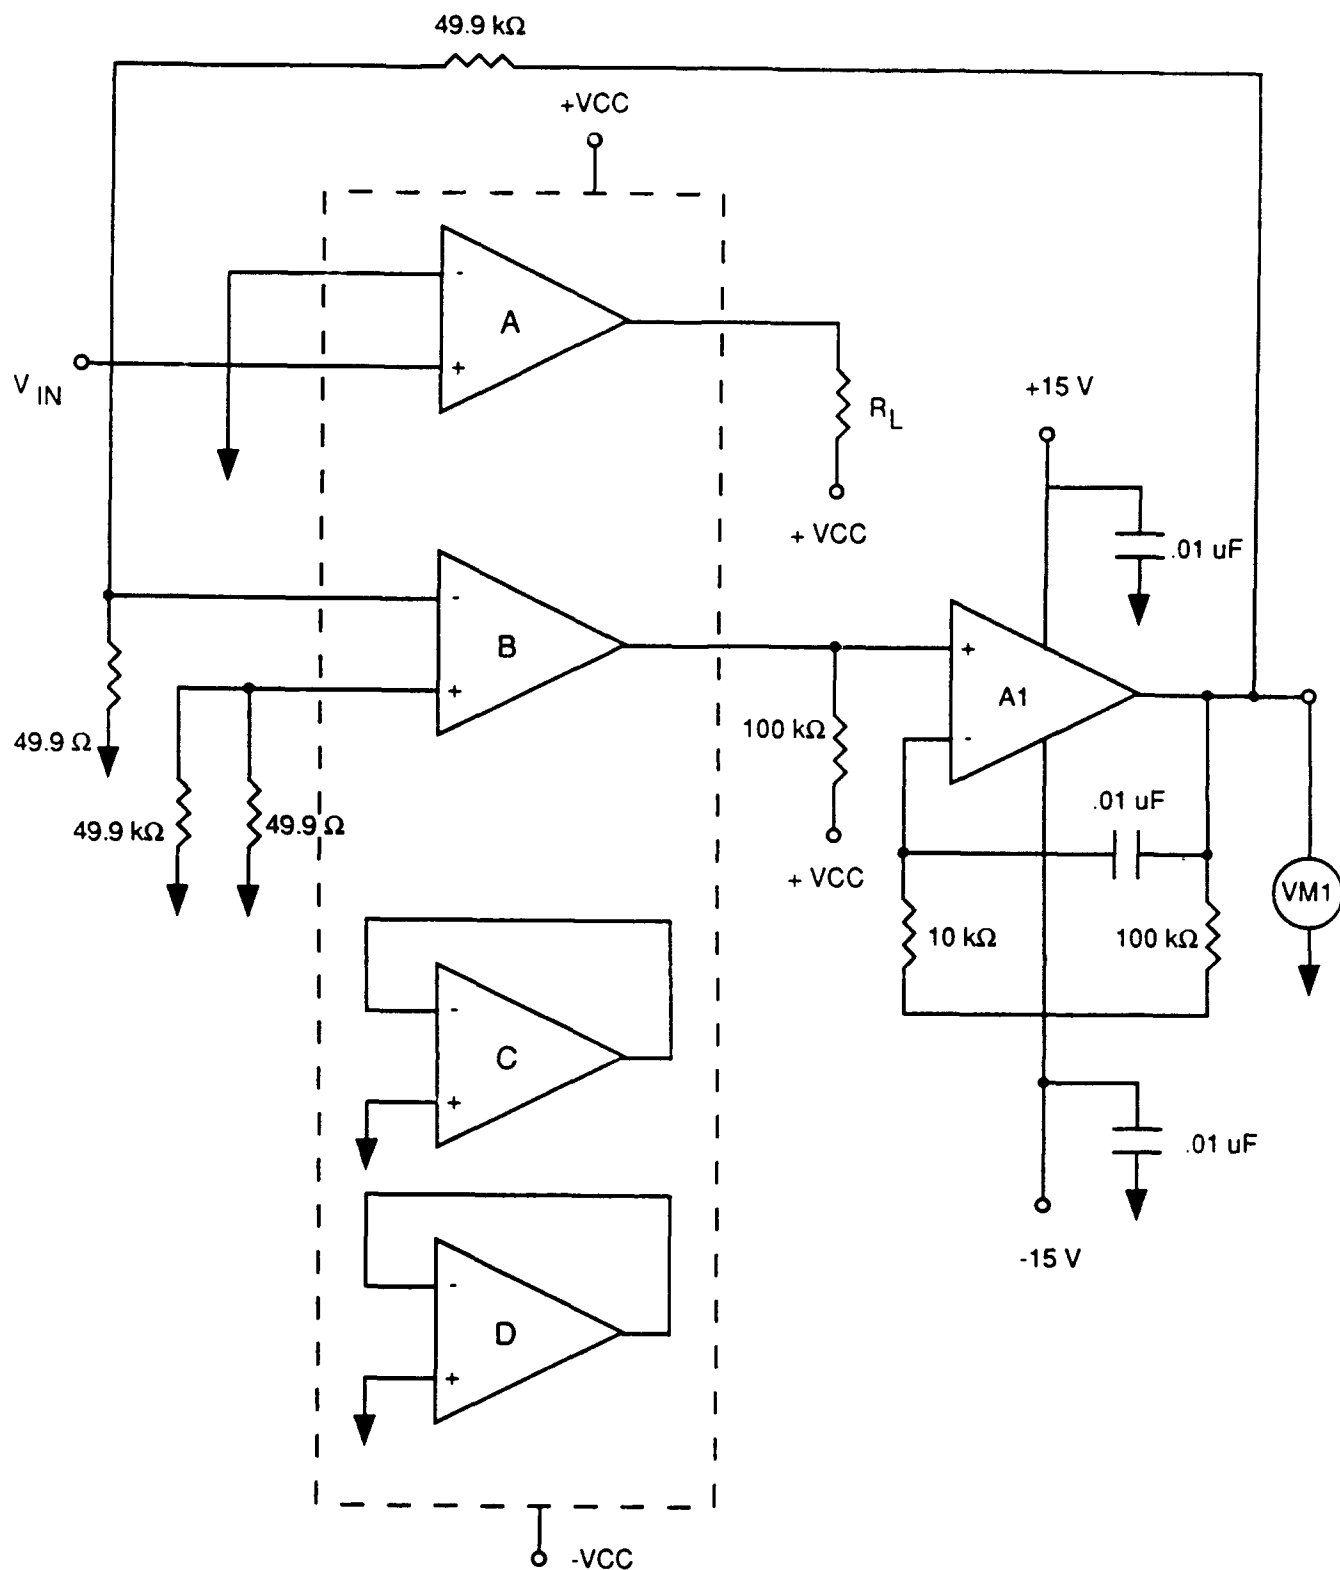 49.9 kΩ
+VCC
-
A
+
V IN
RL
+ VCC
+15 V
.01 uF
-
B
+
49.9 Ω
49.9 kΩ
49.9 Ω
100 kΩ
+ VCC
+
A1
-
.01 uF
10 kΩ
100 kΩ
VM1
-
C
+
.01 uF
-15 V
-
D
+
-VCC